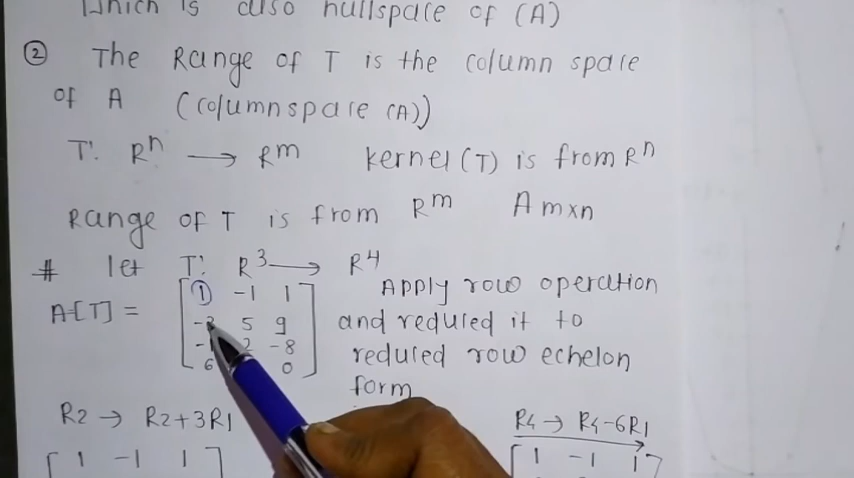 Which is also nullspace of (A)
② The Range of T is the column space
of A (columnspace (A))
T: Rⁿ → Rᵐ kernel (T) is from Rⁿ
Range of T is from Rᵐ A m×n
# let T: R³ → R⁴
A=[T] = [ 1 -1 1 ]
5 9
2 -8
6 0
Apply row operation
and reduced it to
reduced row echelon
form
R2 → R2+3R1
[ 1 -1 1 ]
R4 → R4-6R1
[ 1 -1 1 ]